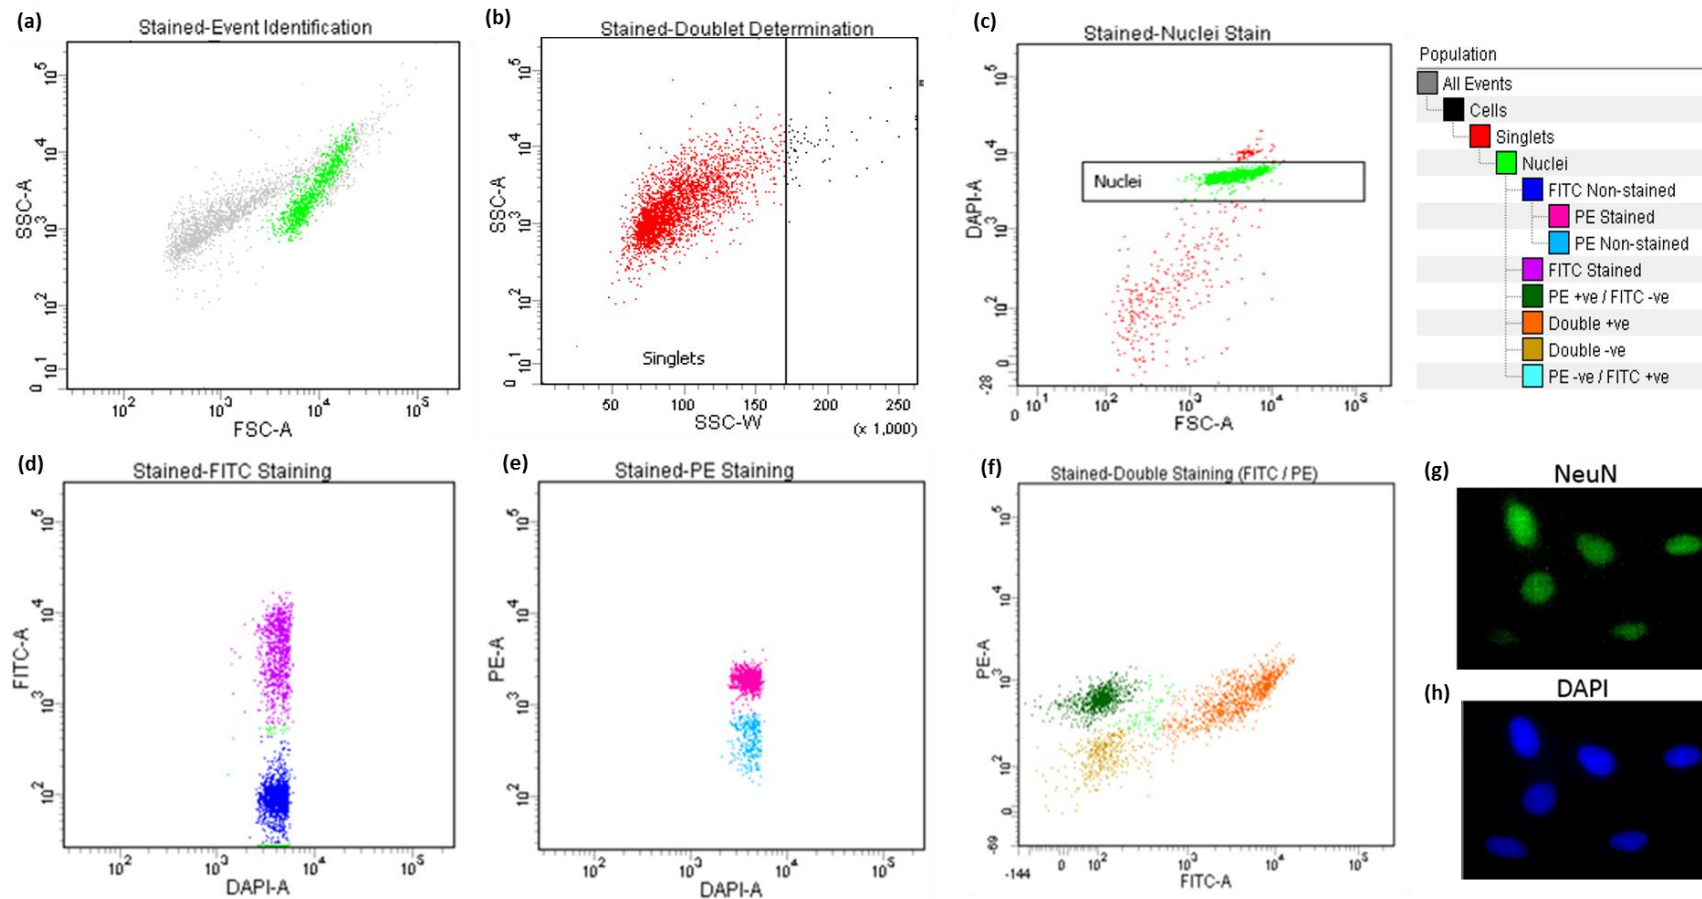 (a)
Stained-Event Identification
SSC-A
10^5
10^4
10^3
10^2
10^1
0
10^2 10^3 10^4 10^5
FSC-A
(b)
Stained-Doublet Determination
SSC-A
10^5
10^4
10^3
10^2
10^1
0
Singlets
50 100 150 200 250
SSC-W
(x 1,000)
(c)
Stained-Nuclei Stain
DAPI-A
10^5
10^4
10^3
10^2
0
-28
Nuclei
0 10^1 10^2 10^3 10^4 10^5
FSC-A
Population
All Events
Cells
Singlets
Nuclei
FITC Non-stained
PE Stained
PE Non-stained
FITC Stained
PE +ve / FITC -ve
Double +ve
Double -ve
PE -ve / FITC +ve
(d)
Stained-FITC Staining
FITC-A
10^5
10^4
10^3
10^2
10^2 10^3 10^4 10^5
DAPI-A
(e)
Stained-PE Staining
PE-A
10^5
10^4
10^3
10^2
10^2 10^3 10^4 10^5
DAPI-A
(f)
Stained-Double Staining (FITC / PE)
PE-A
10^5
10^4
10^3
10^2
0
-69
-144 0 10^2 10^3 10^4 10^5
FITC-A
(g)
NeuN
(h)
DAPI